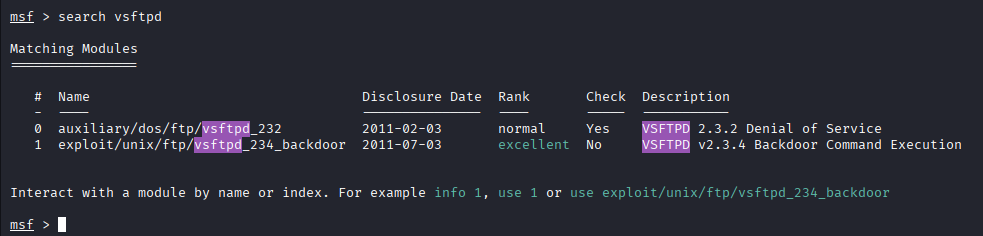 msf > search vsftpd
Matching Modules
================
#  Name                                  Disclosure Date  Rank       Check  Description
-  ----                                  ---------------  ----       -----  -----------
0  auxiliary/dos/ftp/vsftpd_232          2011-02-03       normal     Yes    VSFTPD 2.3.2 Denial of Service
1  exploit/unix/ftp/vsftpd_234_backdoor  2011-07-03       excellent  No     VSFTPD v2.3.4 Backdoor Command Execution
Interact with a module by name or index. For example info 1, use 1 or use exploit/unix/ftp/vsftpd_234_backdoor
msf >